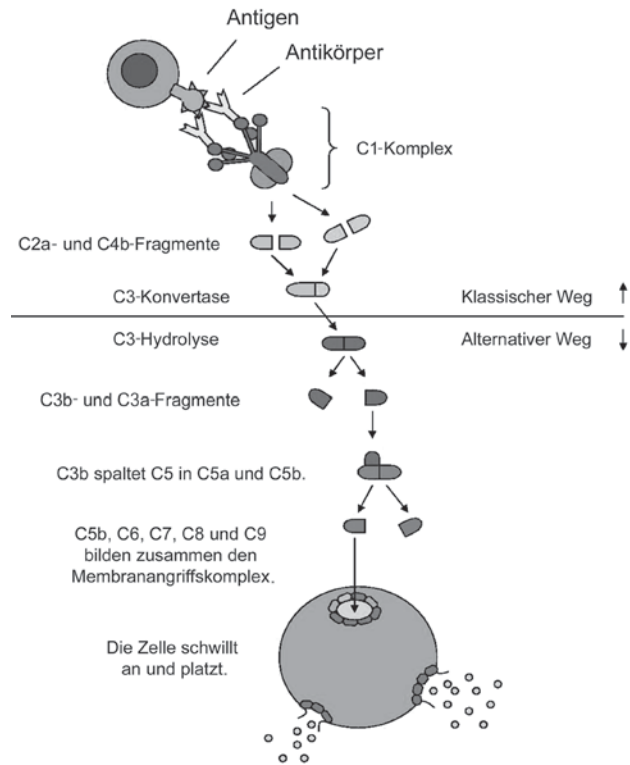 Antigen
Antikörper
C1-Komplex
C2a- und C4b-Fragmente
C3-Konvertase
Klassischer Weg
C3-Hydrolyse
Alternativer Weg
C3b- und C3a-Fragmente
C3b spaltet C5 in C5a und C5b.
C5b, C6, C7, C8 und C9
bilden zusammen den
Membranangriffskomplex.
Die Zelle schwillt
an und platzt.